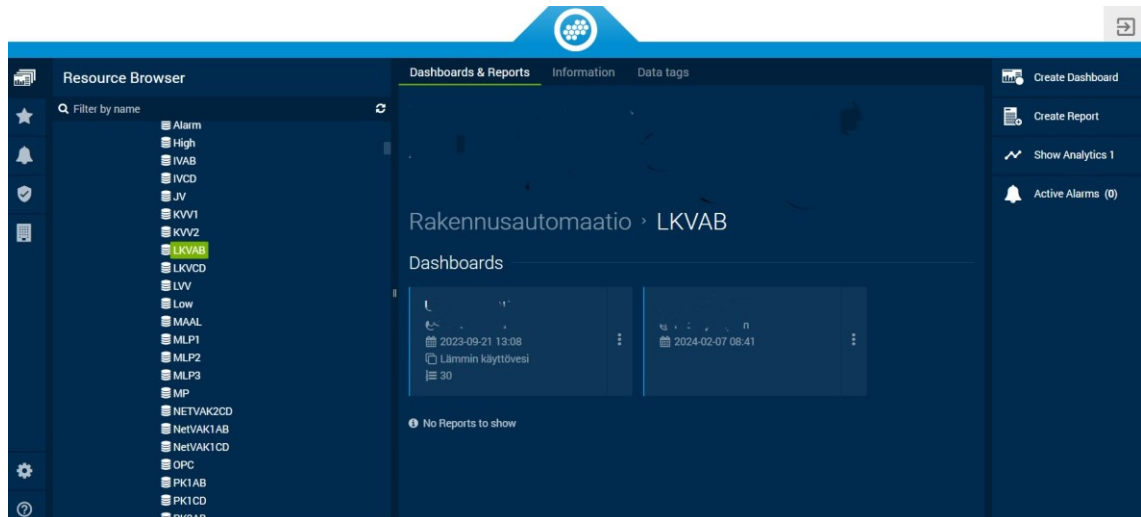 Resource Browser
Filter by name
Alarm
High
IVAB
IVCD
JV
KVV1
KVV2
LKVAB
LKVCD
LVV
Low
MAAL
MLP1
MLP2
MLP3
MP
NETVAK2CD
NetVAK1AB
NetVAK1CD
OPC
PK1AB
PK1CD
Dashboards & Reports Information Data tags
Rakennusautomaatio › LKVAB
Dashboards
2023-09-21 13:08
Lämmin käyttövesi
30
2024-02-07 08:41
No Reports to show
Create Dashboard
Create Report
Show Analytics 1
Active Alarms (0)